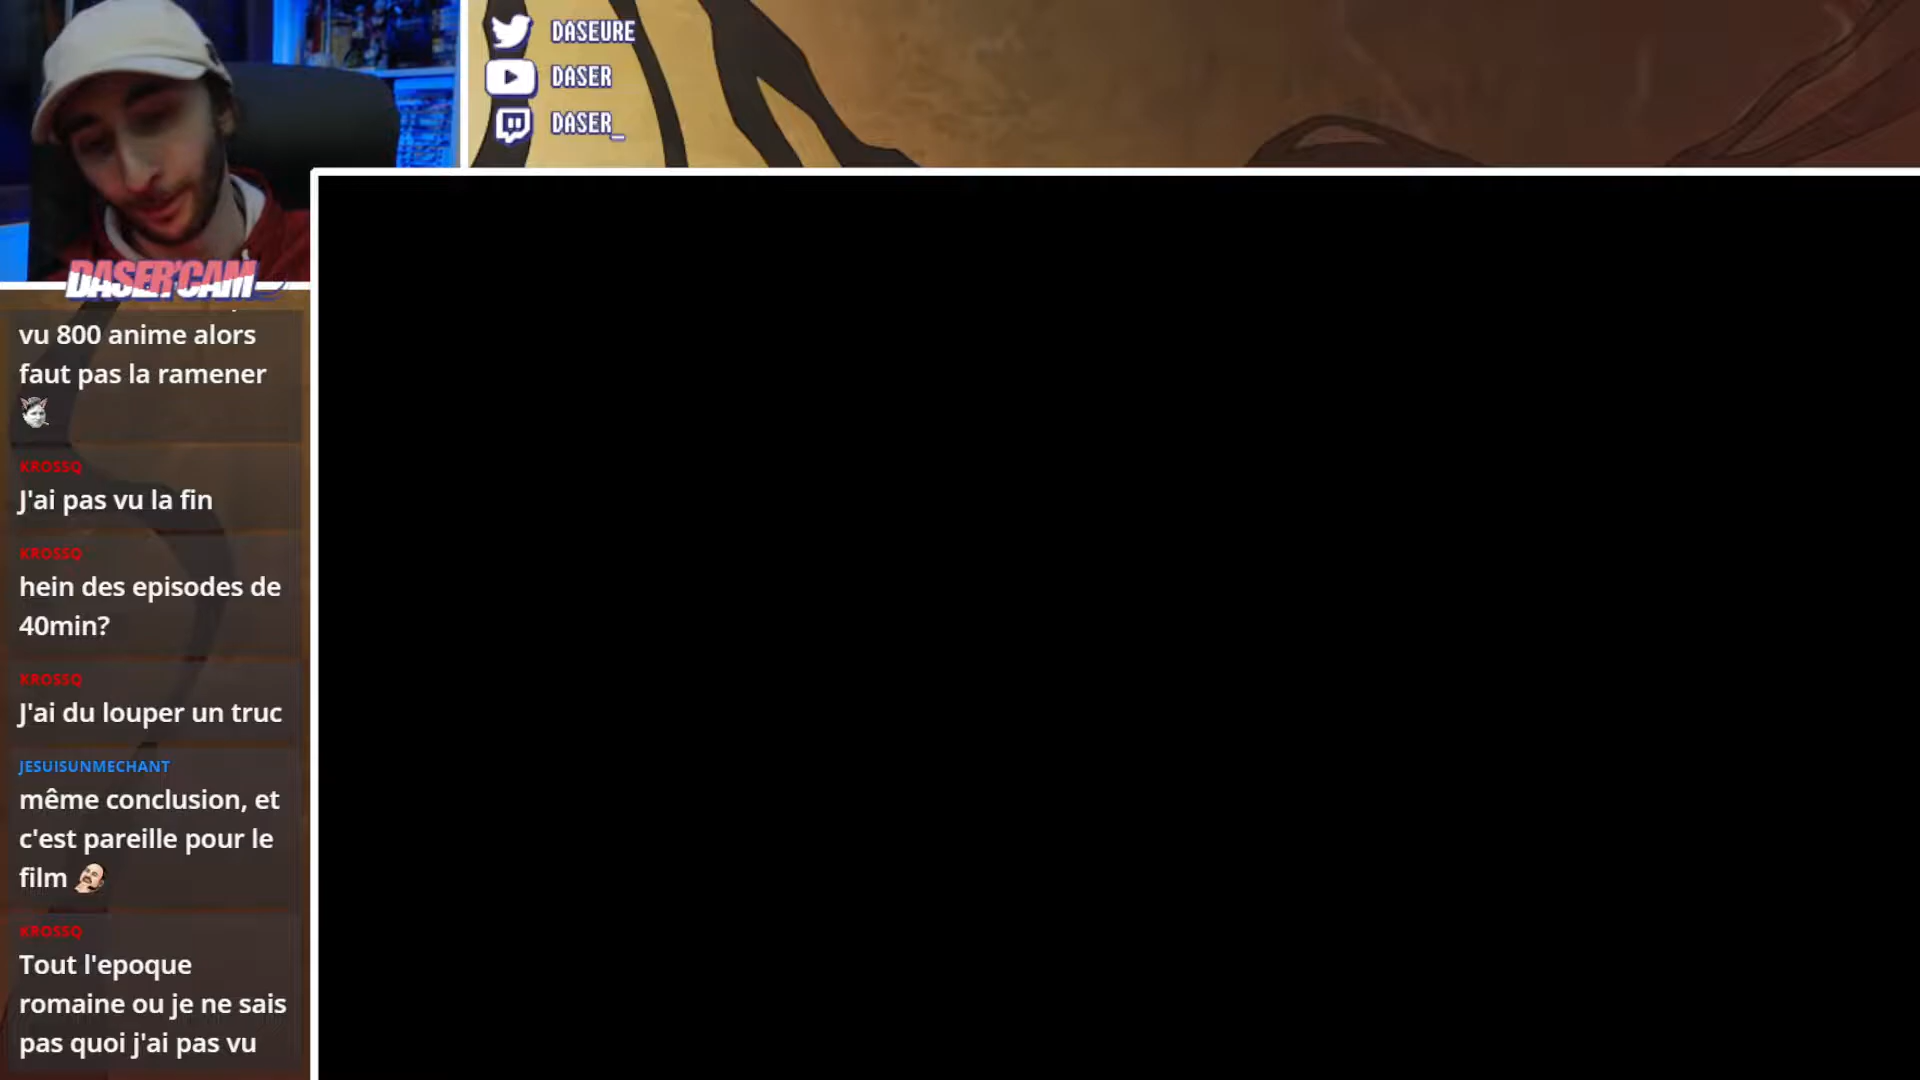 DASEURE
DASER
DASER_
DASER'CAM
vu 800 anime alors
faut pas la ramener
KROSSQ
J'ai pas vu la fin
KROSSQ
hein des episodes de
40min?
KROSSQ
J'ai du louper un truc
JESUISUNMECHANT
même conclusion, et
c'est pareille pour le
film
KROSSQ
Tout l'epoque
romaine ou je ne sais
pas quoi j'ai pas vu